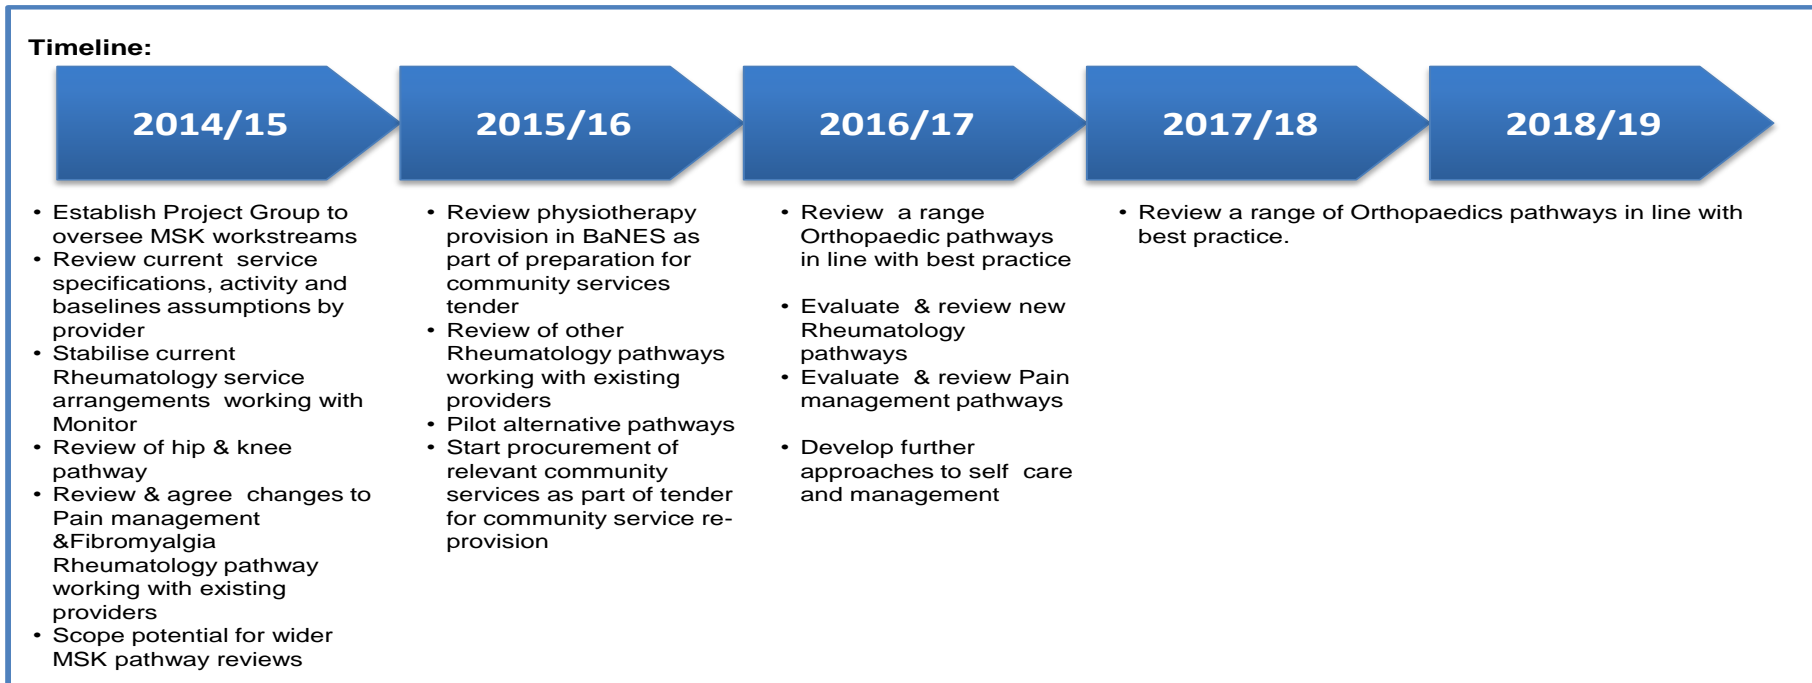 Timeline:
2014/15
2015/16
2016/17
2017/18
2018/19
• Establish Project Group to
oversee MSK workstreams
• Review current service
specifications, activity and
baselines assumptions by
provider
• Stabilise current
Rheumatology service
arrangements working with
Monitor
• Review of hip & knee
pathway
• Review & agree changes to
Pain management
&Fibromyalgia
Rheumatology pathway
working with existing
providers
• Scope potential for wider
MSK pathway reviews
• Review physiotherapy
provision in BaNES as
part of preparation for
community services
tender
• Review of other
Rheumatology pathways
working with existing
providers
• Pilot alternative pathways
• Start procurement of
relevant community
services as part of tender
for community service re-
provision
• Review a range
Orthopaedic pathways
in line with best practice
• Evaluate & review new
Rheumatology
pathways
• Evaluate & review Pain
management pathways
• Develop further
approaches to self care
and management
• Review a range of Orthopaedics pathways in line with
best practice.